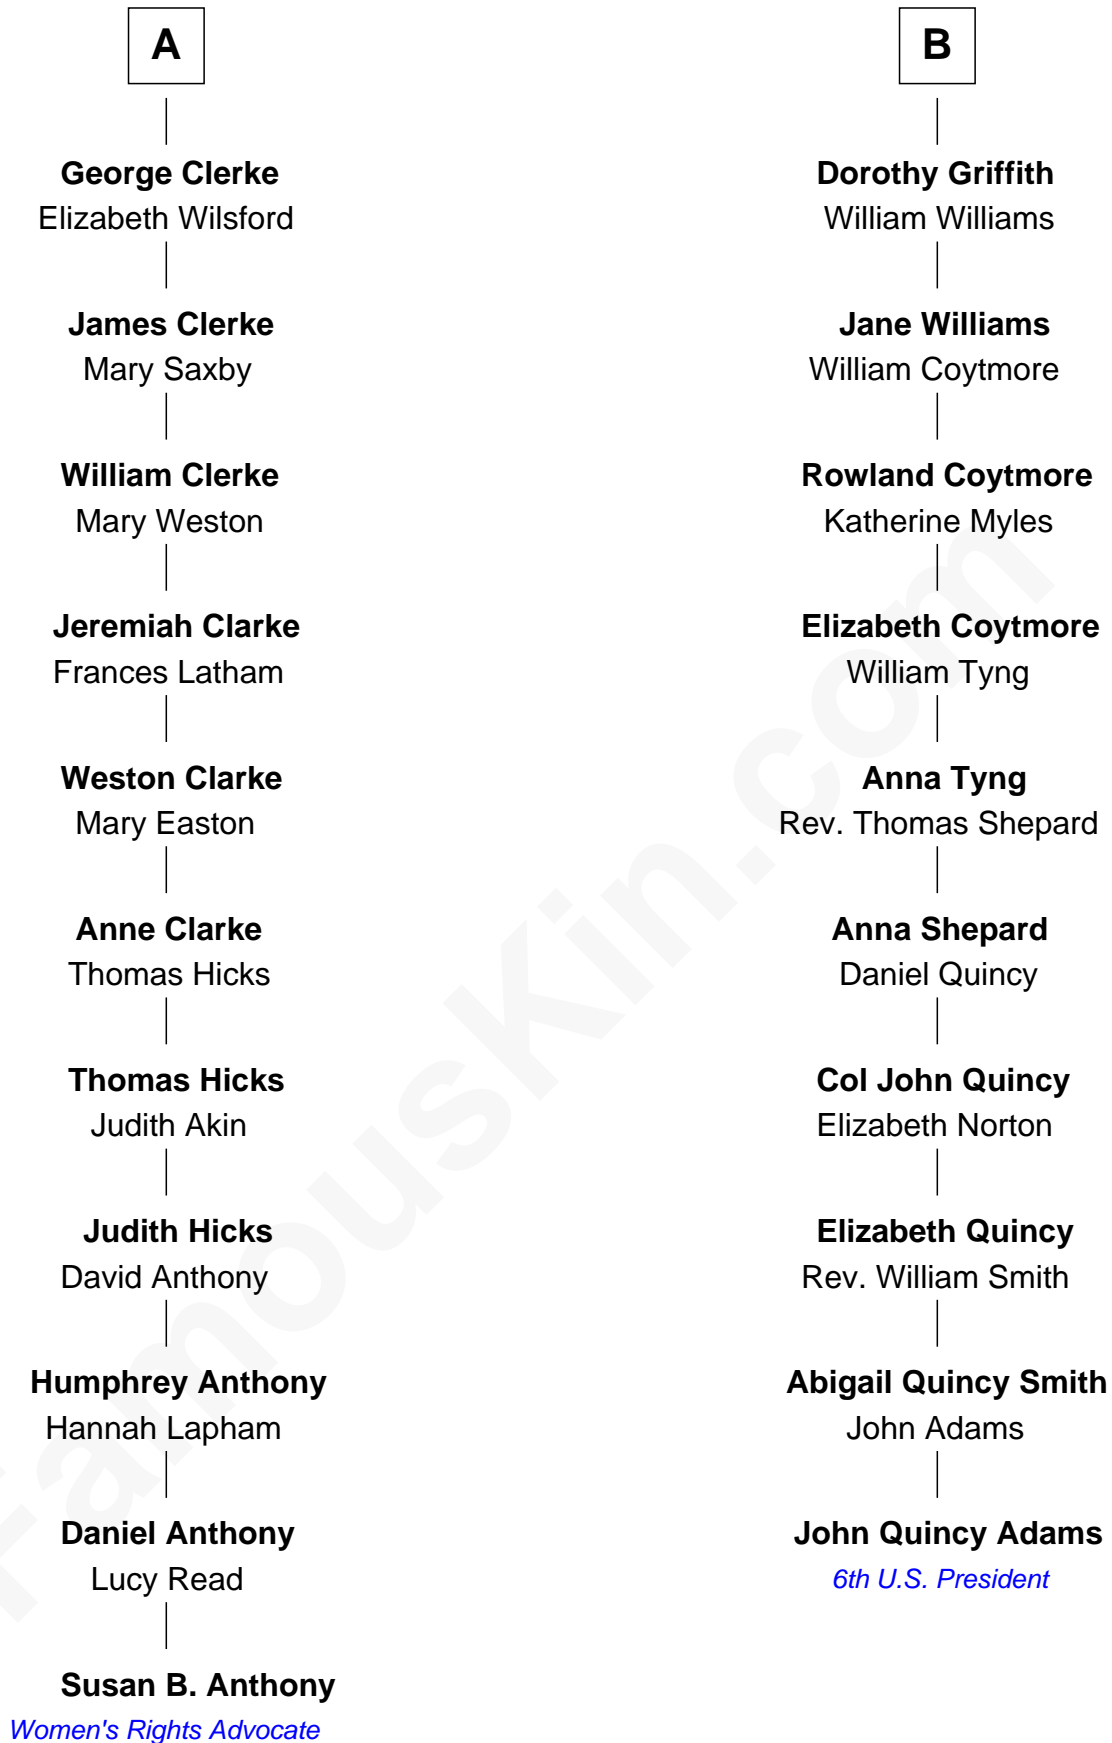 A
George Clerke
Elizabeth Wilsford
James Clerke
Mary Saxby
William Clerke
Mary Weston
Jeremiah Clarke
Frances Latham
Weston Clarke
Mary Easton
Anne Clarke
Thomas Hicks
Thomas Hicks
Judith Akin
Judith Hicks
David Anthony
Humphrey Anthony
Hannah Lapham
Daniel Anthony
Lucy Read
Susan B. Anthony
Women's Rights Advocate
B
Dorothy Griffith
William Williams
Jane Williams
William Coytmore
Rowland Coytmore
Katherine Myles
Elizabeth Coytmore
William Tyng
Anna Tyng
Rev. Thomas Shepard
Anna Shepard
Daniel Quincy
Col John Quincy
Elizabeth Norton
Elizabeth Quincy
Rev. William Smith
Abigail Quincy Smith
John Adams
John Quincy Adams
6th U.S. President
FamousKin.com